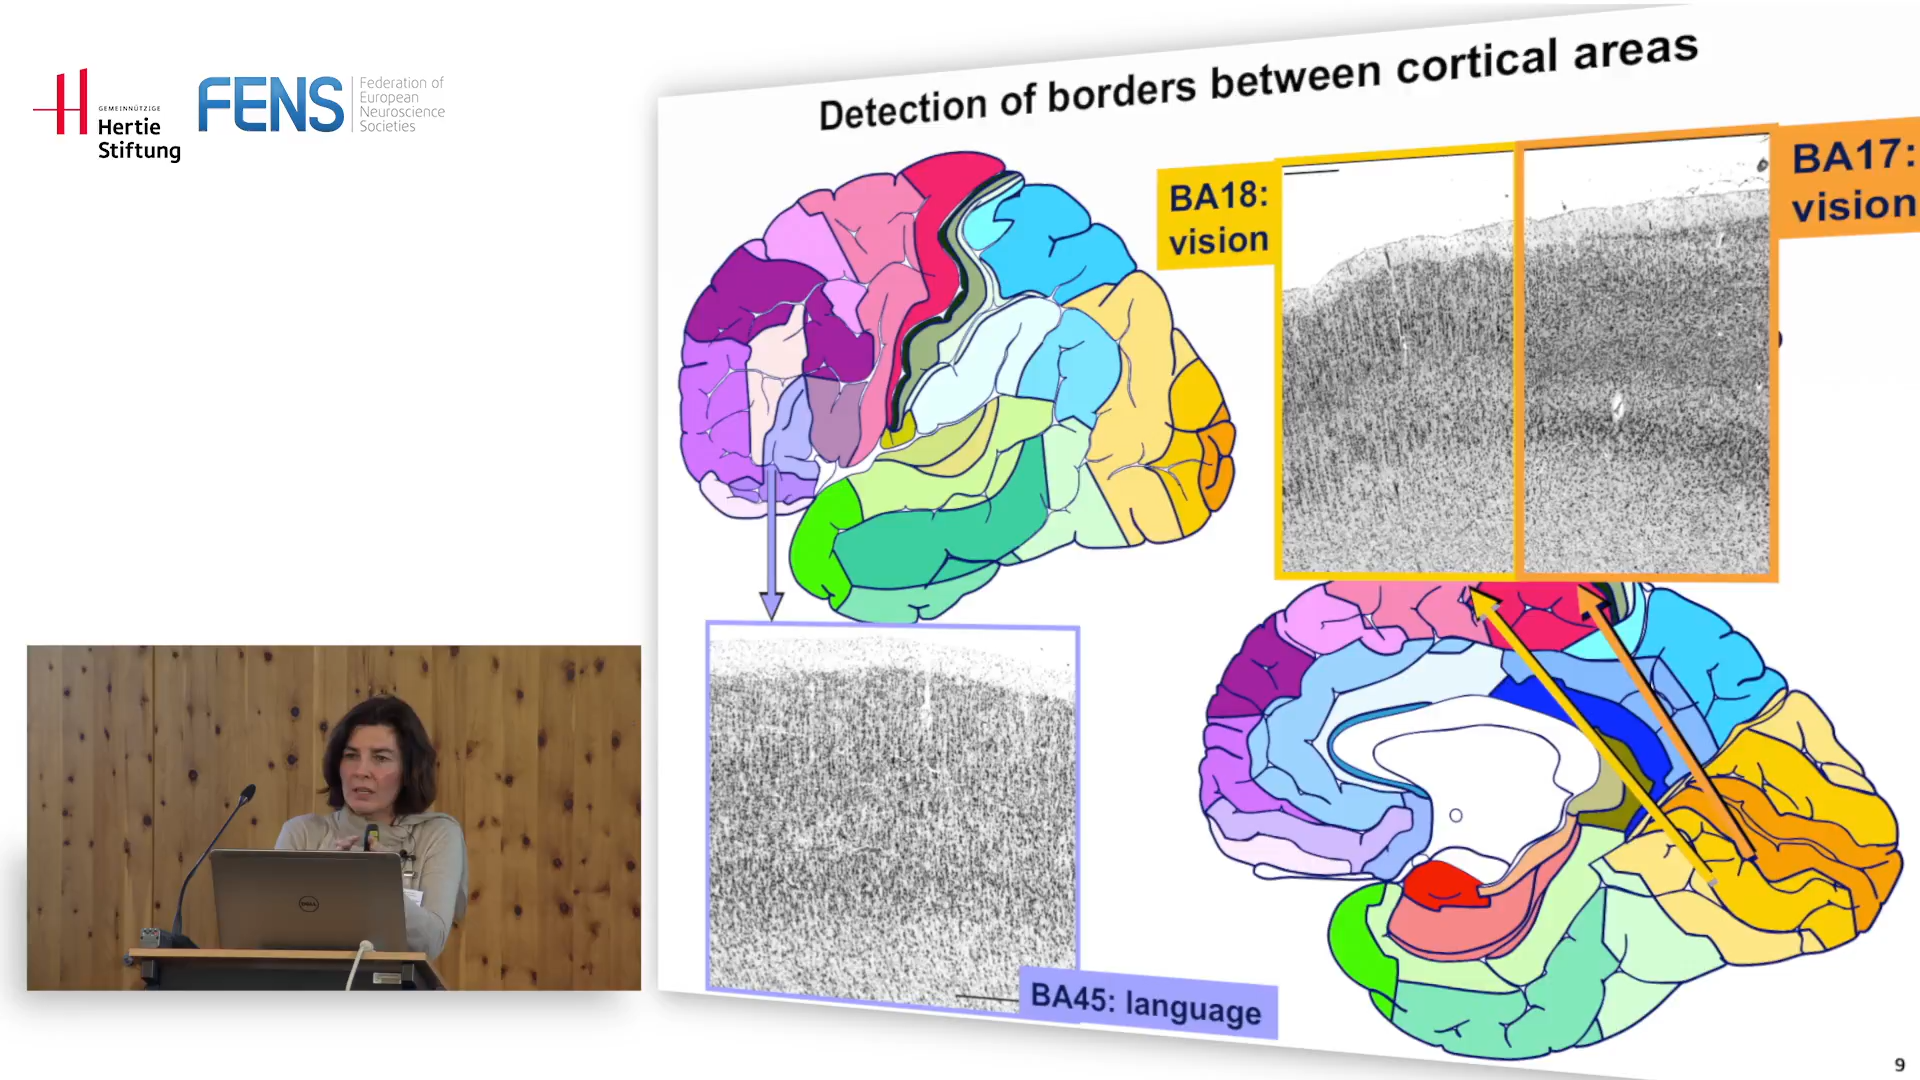 GEMEINNÜTZIGE
Hertie
Stiftung
FENS
Federation of
European
Neuroscience
Societies
Detection of borders between cortical areas
BA18:
vision
BA17:
vision
BA45: language
DELL
9